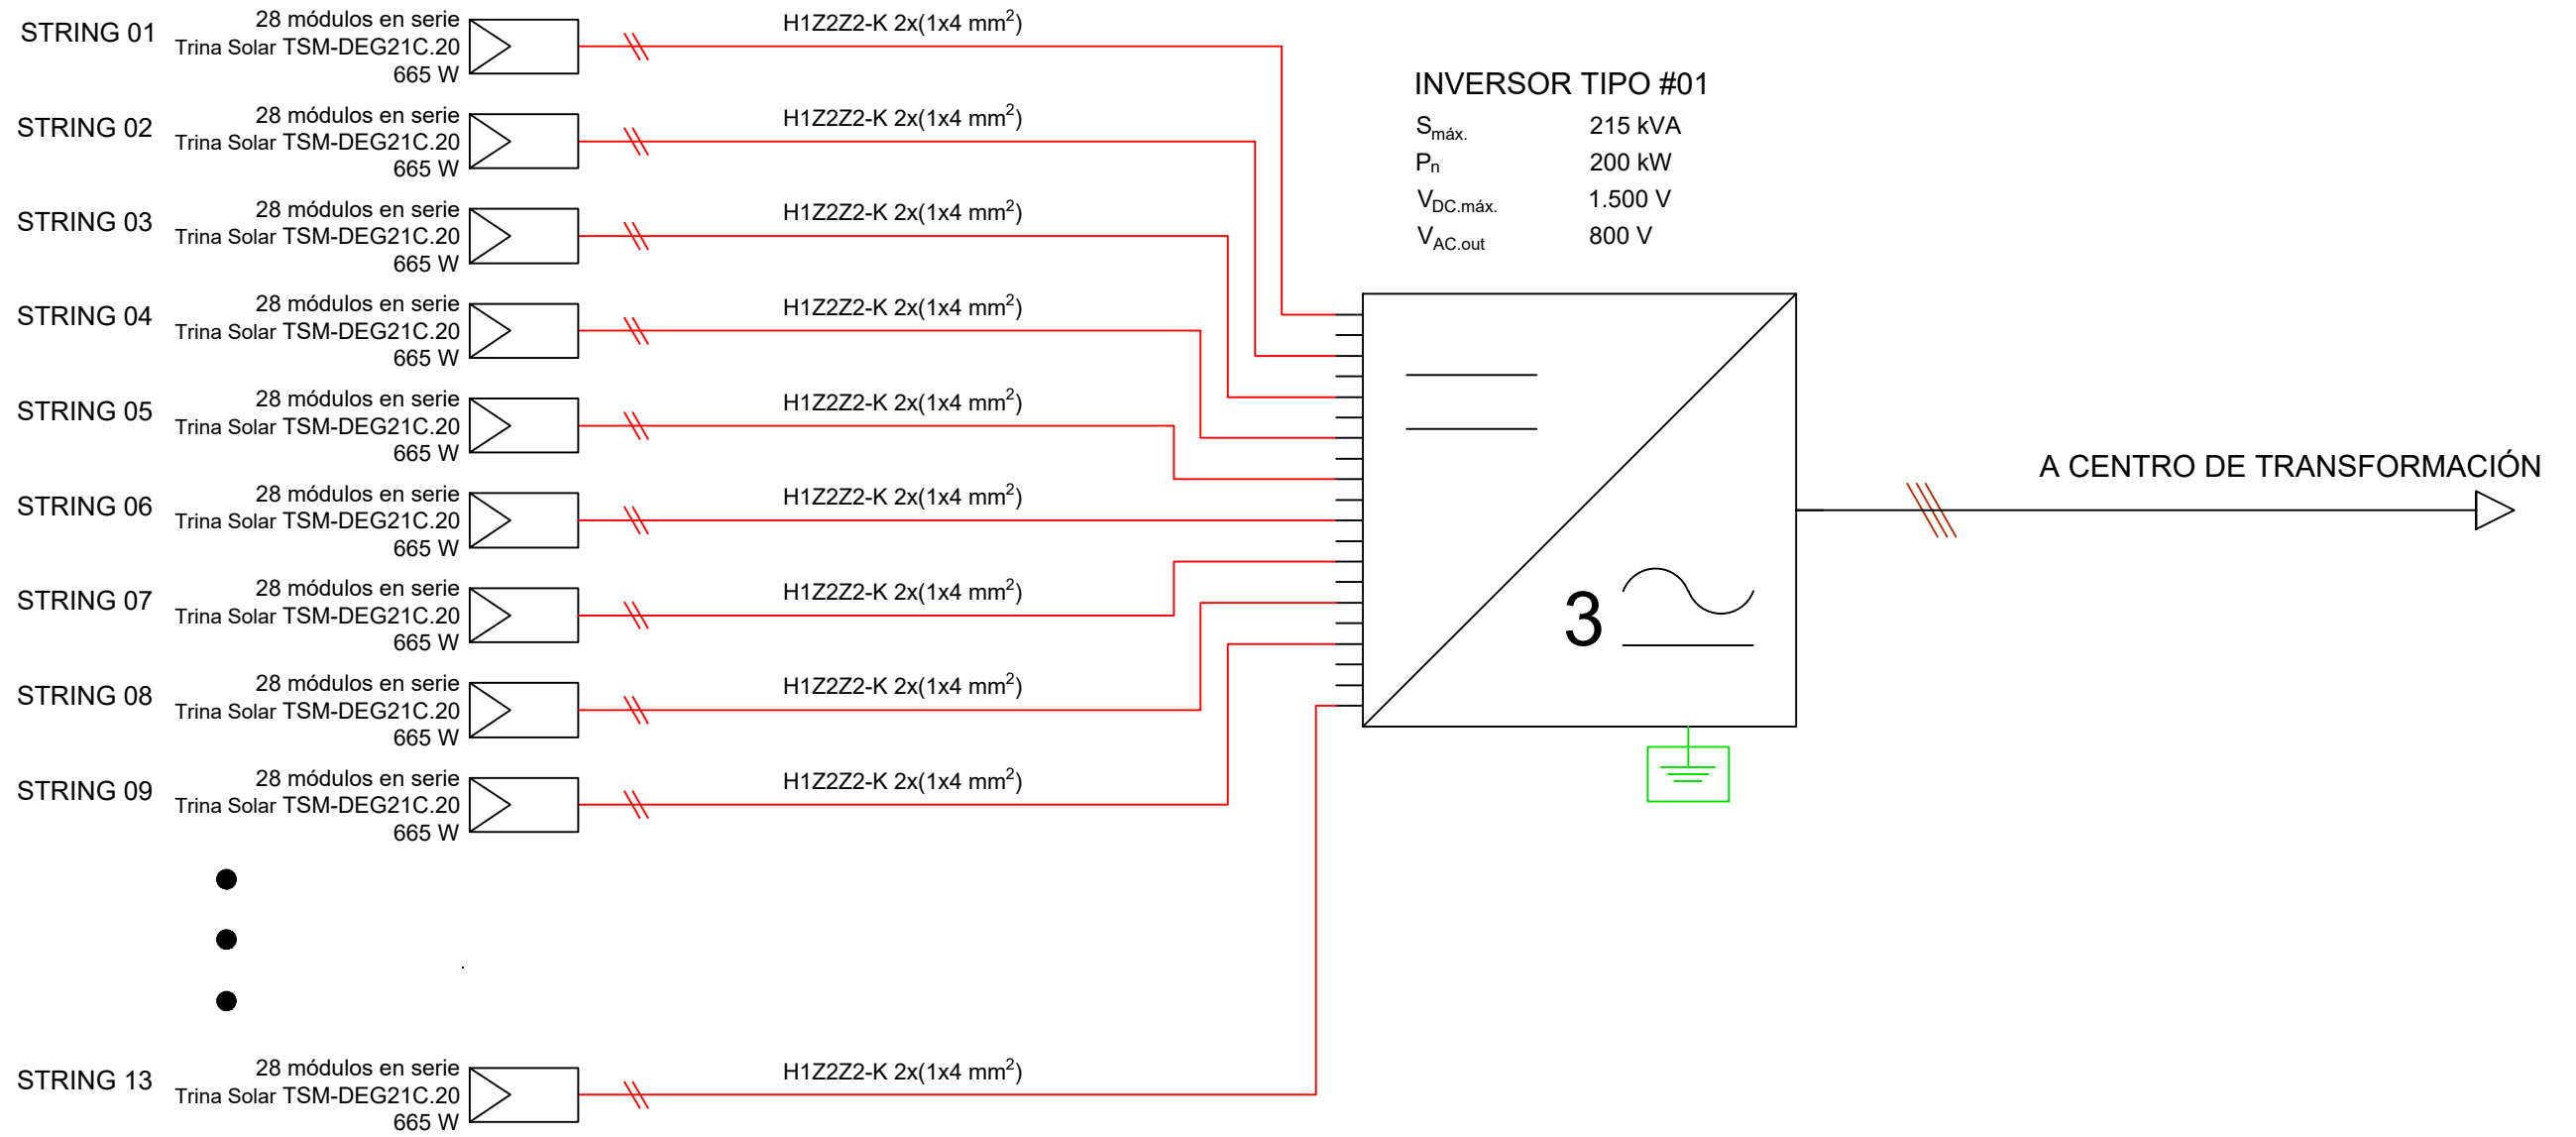 STRING 01
28 módulos en serie
Trina Solar TSM-DEG21C.20
665 W
H1Z2Z2-K 2x(1x4 mm²)
STRING 02
28 módulos en serie
Trina Solar TSM-DEG21C.20
665 W
H1Z2Z2-K 2x(1x4 mm²)
STRING 03
28 módulos en serie
Trina Solar TSM-DEG21C.20
665 W
H1Z2Z2-K 2x(1x4 mm²)
STRING 04
28 módulos en serie
Trina Solar TSM-DEG21C.20
665 W
H1Z2Z2-K 2x(1x4 mm²)
STRING 05
28 módulos en serie
Trina Solar TSM-DEG21C.20
665 W
H1Z2Z2-K 2x(1x4 mm²)
STRING 06
28 módulos en serie
Trina Solar TSM-DEG21C.20
665 W
H1Z2Z2-K 2x(1x4 mm²)
STRING 07
28 módulos en serie
Trina Solar TSM-DEG21C.20
665 W
H1Z2Z2-K 2x(1x4 mm²)
STRING 08
28 módulos en serie
Trina Solar TSM-DEG21C.20
665 W
H1Z2Z2-K 2x(1x4 mm²)
STRING 09
28 módulos en serie
Trina Solar TSM-DEG21C.20
665 W
H1Z2Z2-K 2x(1x4 mm²)
STRING 13
28 módulos en serie
Trina Solar TSM-DEG21C.20
665 W
H1Z2Z2-K 2x(1x4 mm²)
INVERSOR TIPO #01
Smáx. 215 kVA
Pn 200 kW
VDC.máx. 1.500 V
VAC.out 800 V
3
A CENTRO DE TRANSFORMACIÓN